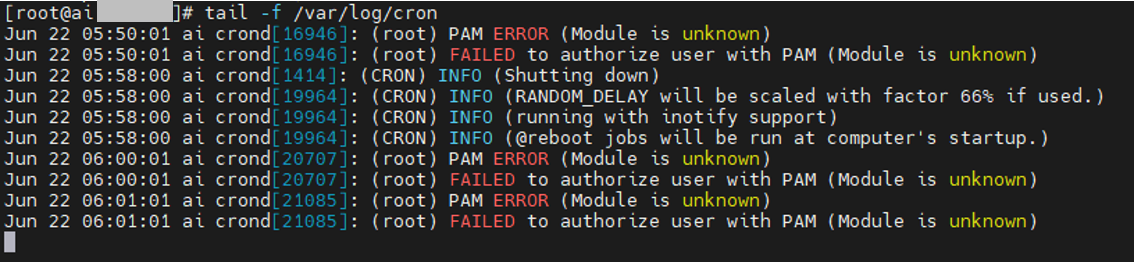 [root@ai ]# tail -f /var/log/cron
Jun 22 05:50:01 ai crond[16946]: (root) PAM ERROR (Module is unknown)
Jun 22 05:50:01 ai crond[16946]: (root) FAILED to authorize user with PAM (Module is unknown)
Jun 22 05:58:00 ai crond[1414]: (CRON) INFO (Shutting down)
Jun 22 05:58:00 ai crond[19964]: (CRON) INFO (RANDOM_DELAY will be scaled with factor 66% if used.)
Jun 22 05:58:00 ai crond[19964]: (CRON) INFO (running with inotify support)
Jun 22 05:58:00 ai crond[19964]: (CRON) INFO (@reboot jobs will be run at computer's startup.)
Jun 22 06:00:01 ai crond[20707]: (root) PAM ERROR (Module is unknown)
Jun 22 06:00:01 ai crond[20707]: (root) FAILED to authorize user with PAM (Module is unknown)
Jun 22 06:01:01 ai crond[21085]: (root) PAM ERROR (Module is unknown)
Jun 22 06:01:01 ai crond[21085]: (root) FAILED to authorize user with PAM (Module is unknown)